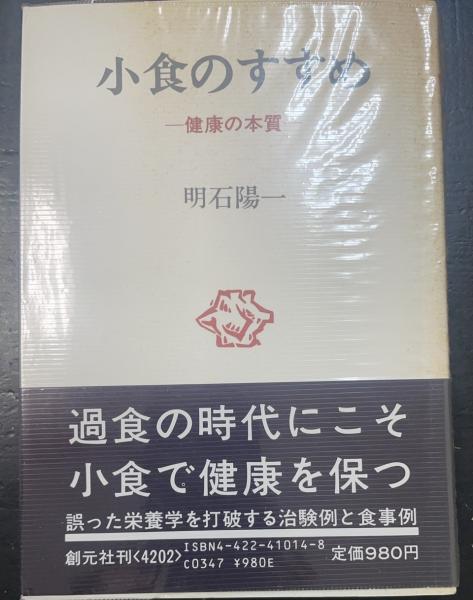 小食のすすめ
—健康の本質
明石陽一
過食の時代にこそ
小食で健康を保つ
誤った栄養学を打破する治験例と食事例
創元社刊〈4202〉 ISBN4-422-41014-8 定価980円
C0347 ¥980E